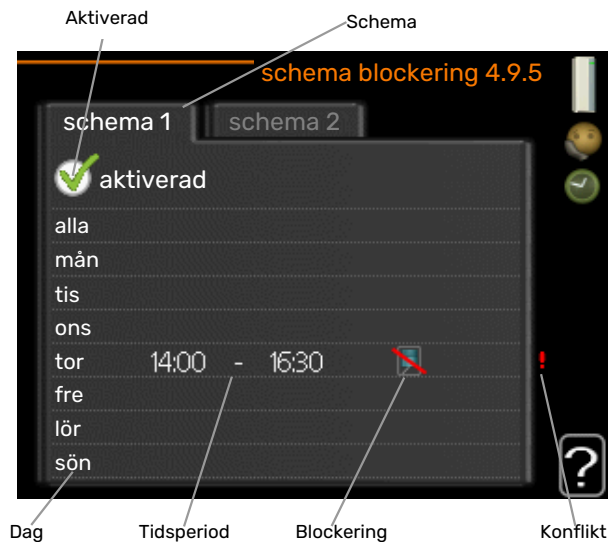 Aktiverad
Schema
schema blockering 4.9.5
schema 1
schema 2
aktiverad
alla
mån
tis
ons
tor 14:00 - 16:30 !
fre
lör
sön
?
Dag
Tidsperiod
Blockering
Konflikt